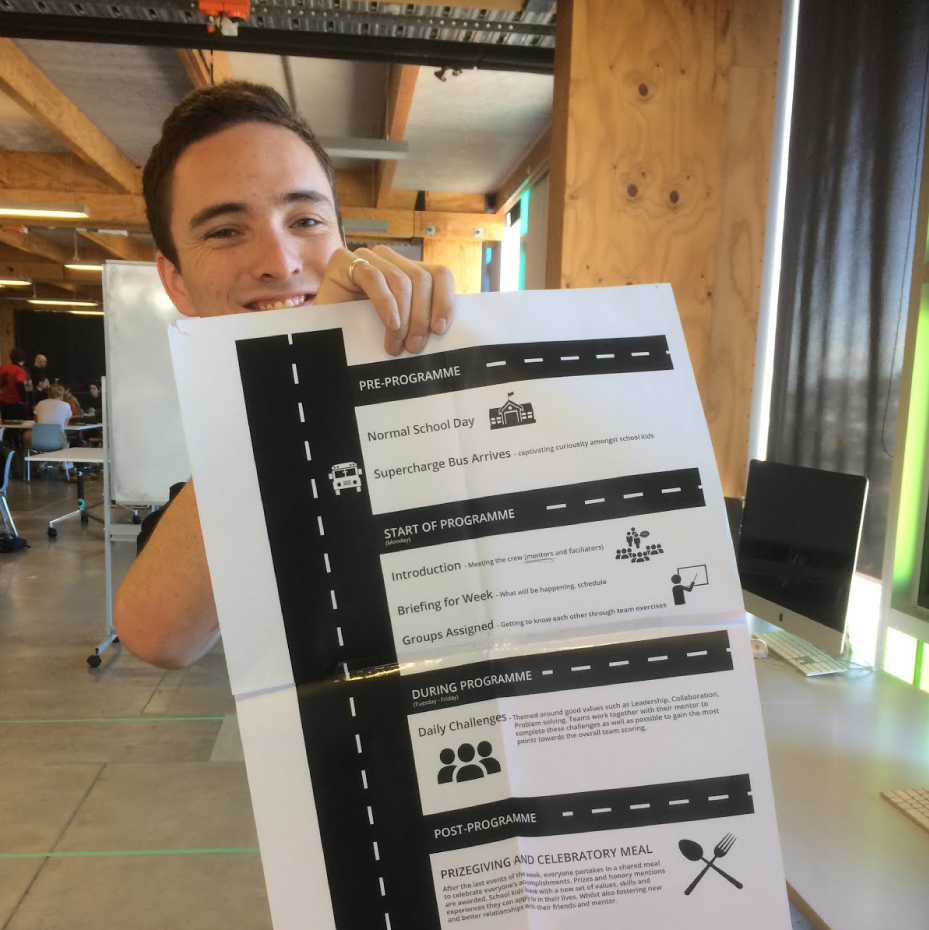 PRE-PROGRAMME
Normal School Day
Supercharge Bus Arrives - captivating curiousity amongst school kids
START OF PROGRAMME
(Monday)
Introduction - Meeting the crew (mentors and faciliators)
Briefing for Week - What will be happening, schedule
Groups Assigned - Getting to know each other through team exercises
DURING PROGRAMME
(Tuesday - Friday)
Daily Challenges - Themed around good values such as Leadership, Collaboration,
Problem solving, Teams work together with their mentor to
complete these challenges as well as possible to gain the most
points towards the overall team scoring.
POST-PROGRAMME
PRIZEGIVING AND CELEBRATORY MEAL
After the last events of the week, everyone partakes in a shared meal
to celebrate everyone's accomplishments. Prizes and honory mentions
are awarded. School kids leave with a new set of values, skills and
experiences they can apply to in their lives. Whilst also fostering new
and better relationships with their friends and mentor.